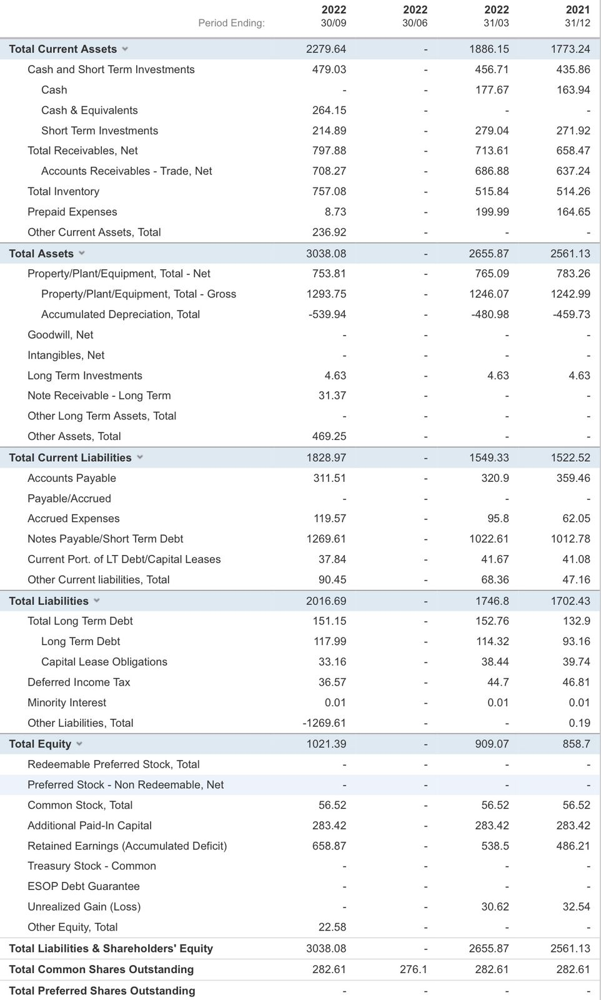 2022 2022 2022 2021
Period Ending: 30/09 30/06 31/03 31/12
Total Current Assets 2279.64 - 1886.15 1773.24
Cash and Short Term Investments 479.03 - 456.71 435.86
Cash - - 177.67 163.94
Cash & Equivalents 264.15 - - -
Short Term Investments 214.89 - 279.04 271.92
Total Receivables, Net 797.88 - 713.61 658.47
Accounts Receivables - Trade, Net 708.27 - 686.88 637.24
Total Inventory 757.08 - 515.84 514.26
Prepaid Expenses 8.73 - 199.99 164.65
Other Current Assets, Total 236.92 - - -
Total Assets 3038.08 - 2655.87 2561.13
Property/Plant/Equipment, Total - Net 753.81 - 765.09 783.26
Property/Plant/Equipment, Total - Gross 1293.75 - 1246.07 1242.99
Accumulated Depreciation, Total -539.94 - -480.98 -459.73
Goodwill, Net - - - -
Intangibles, Net - - - -
Long Term Investments 4.63 - 4.63 4.63
Note Receivable - Long Term 31.37 - - -
Other Long Term Assets, Total - - - -
Other Assets, Total 469.25 - - -
Total Current Liabilities 1828.97 - 1549.33 1522.52
Accounts Payable 311.51 - 320.9 359.46
Payable/Accrued - - - -
Accrued Expenses 119.57 - 95.8 62.05
Notes Payable/Short Term Debt 1269.61 - 1022.61 1012.78
Current Port. of LT Debt/Capital Leases 37.84 - 41.67 41.08
Other Current liabilities, Total 90.45 - 68.36 47.16
Total Liabilities 2016.69 - 1746.8 1702.43
Total Long Term Debt 151.15 - 152.76 132.9
Long Term Debt 117.99 - 114.32 93.16
Capital Lease Obligations 33.16 - 38.44 39.74
Deferred Income Tax 36.57 - 44.7 46.81
Minority Interest 0.01 - 0.01 0.01
Other Liabilities, Total -1269.61 - - 0.19
Total Equity 1021.39 - 909.07 858.7
Redeemable Preferred Stock, Total - - - -
Preferred Stock - Non Redeemable, Net - - - -
Common Stock, Total 56.52 - 56.52 56.52
Additional Paid-In Capital 283.42 - 283.42 283.42
Retained Earnings (Accumulated Deficit) 658.87 - 538.5 486.21
Treasury Stock - Common - - - -
ESOP Debt Guarantee - - - -
Unrealized Gain (Loss) - - 30.62 32.54
Other Equity, Total 22.58 - - -
Total Liabilities & Shareholders' Equity 3038.08 - 2655.87 2561.13
Total Common Shares Outstanding 282.61 276.1 282.61 282.61
Total Preferred Shares Outstanding - - - -